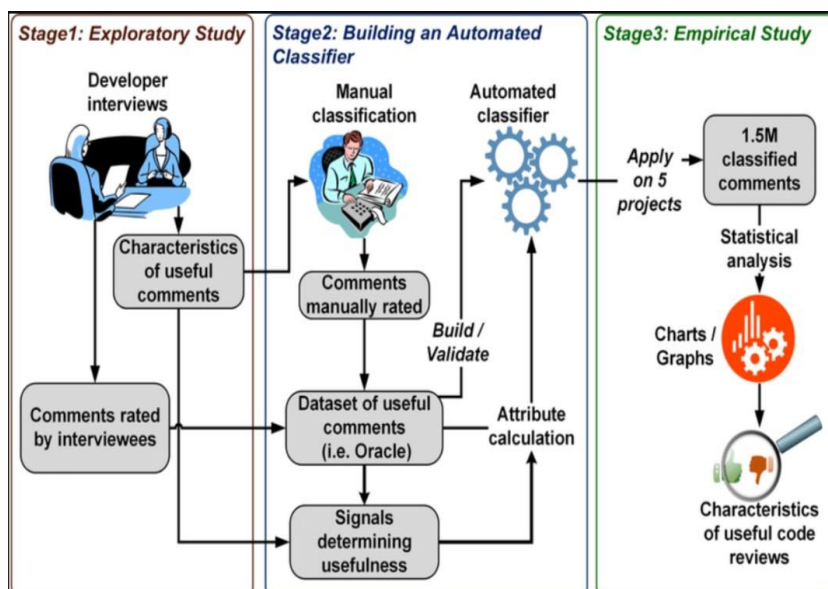 Stage1: Exploratory Study
Developer
interviews
Characteristics
of useful
comments
Comments rated
by interviewees
Stage2: Building an Automated
Classifier
Manual
classification
Automated
classifier
Comments
manually rated
Build /
Validate
Dataset of useful
comments
(i.e. Oracle)
Attribute
calculation
Signals
determining
usefulness
Stage3: Empirical Study
Apply
on 5
projects
1.5M
classified
comments
Statistical
analysis
Charts /
Graphs
Characteristics
of useful code
reviews